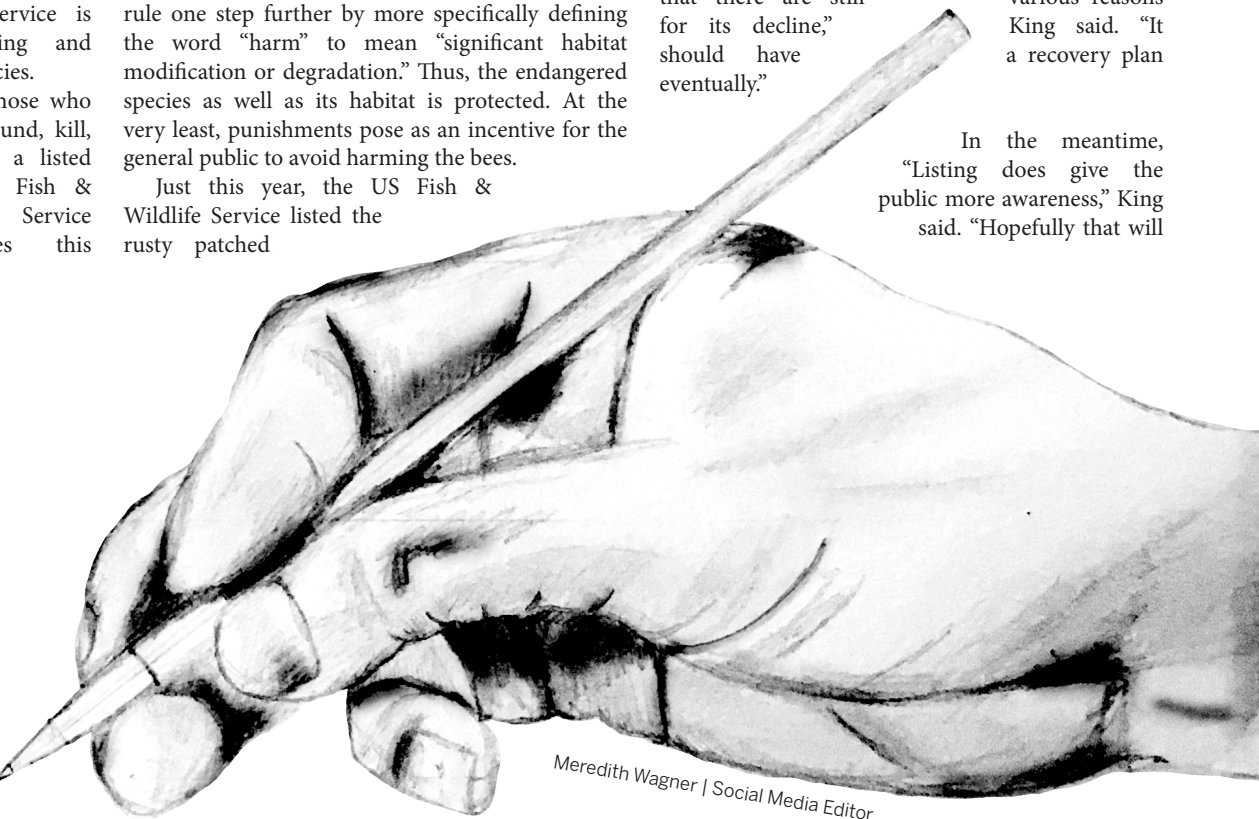 ervice is
ing and
cies.
hose who
und, kill,
a listed
Fish &
Service
es this
rule one step further by more specifically defining
the word “harm” to mean “significant habitat
modification or degradation.” Thus, the endangered
species as well as its habitat is protected. At the
very least, punishments pose as an incentive for the
general public to avoid harming the bees.
Just this year, the US Fish &
Wildlife Service listed the
rusty patched
that there are still
for its decline,”
should have
eventually.”
various reasons
King said. “It
a recovery plan
In the meantime,
“Listing does give the
public more awareness,” King
said. “Hopefully that will
Meredith Wagner | Social Media Editor